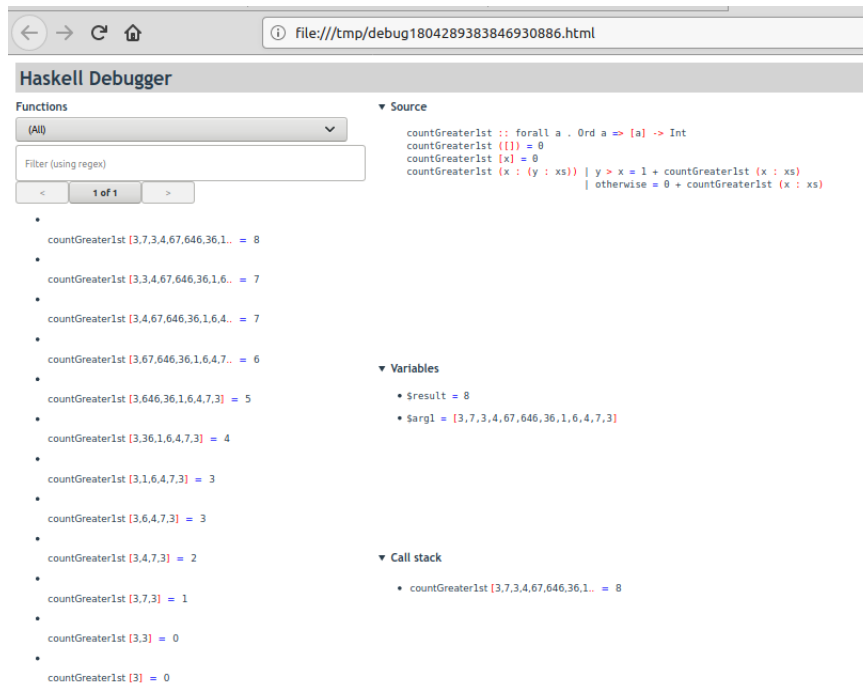 file:///tmp/debug1804289383846930886.html
Haskell Debugger
Functions
(All)
Filter (using regex)
< 1 of 1 >
countGreater1st [3,7,3,4,67,646,36,1.. = 8
countGreater1st [3,3,4,67,646,36,1,6.. = 7
countGreater1st [3,4,67,646,36,1,6,4.. = 7
countGreater1st [3,67,646,36,1,6,4,7.. = 6
countGreater1st [3,646,36,1,6,4,7,3] = 5
countGreater1st [3,36,1,6,4,7,3] = 4
countGreater1st [3,1,6,4,7,3] = 3
countGreater1st [3,6,4,7,3] = 3
countGreater1st [3,4,7,3] = 2
countGreater1st [3,7,3] = 1
countGreater1st [3,3] = 0
countGreater1st [3] = 0
▾ Source
countGreater1st :: forall a . Ord a => [a] -> Int
countGreater1st ([]) = 0
countGreater1st [x] = 0
countGreater1st (x : (y : xs)) | y > x = 1 + countGreater1st (x : xs)
| otherwise = 0 + countGreater1st (x : xs)
▾ Variables
• $result = 8
• $arg1 = [3,7,3,4,67,646,36,1,6,4,7,3]
▾ Call stack
• countGreater1st [3,7,3,4,67,646,36,1.. = 8